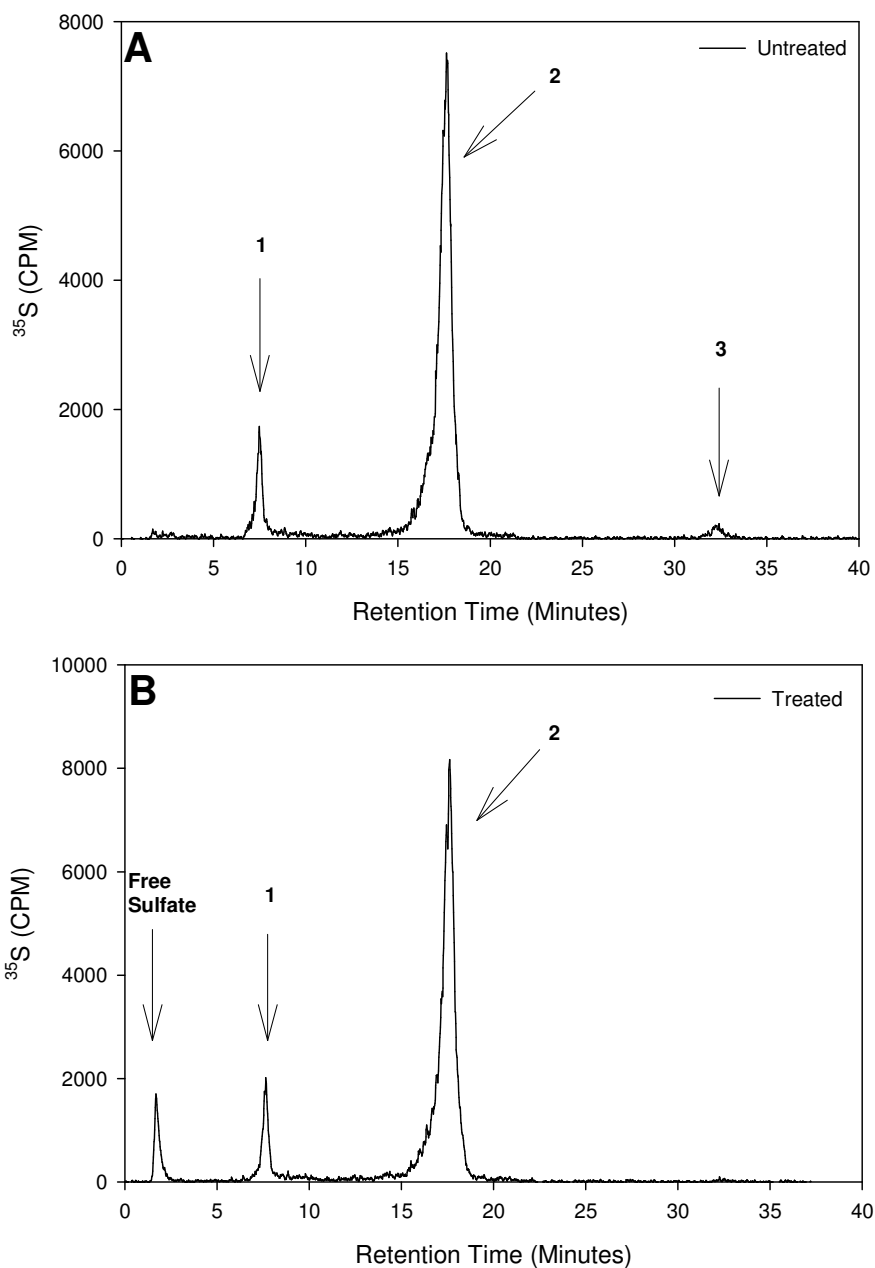 A
Untreated
8000
6000
4000
2000
0
1
2
3
³⁵S (CPM)
0 5 10 15 20 25 30 35 40
Retention Time (Minutes)
B
Treated
10000
8000
6000
4000
2000
0
Free
Sulfate
1
2
³⁵S (CPM)
0 5 10 15 20 25 30 35 40
Retention Time (Minutes)